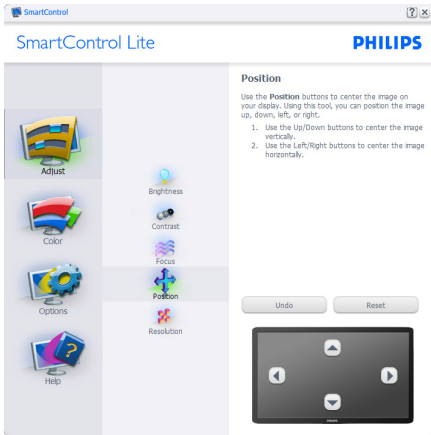 SmartControl
SmartControl Lite
PHILIPS
Adjust
Color
Options
Help
Brightness
Contrast
Focus
Position
Resolution
Position
Use the Position buttons to center the image on
your display. Using this tool, you can position the image
up, down, left, or right.
1. Use the Up/Down buttons to center the image
vertically.
2. Use the Left/Right buttons to center the image
horizontally.
Undo
Reset
PHILIPS